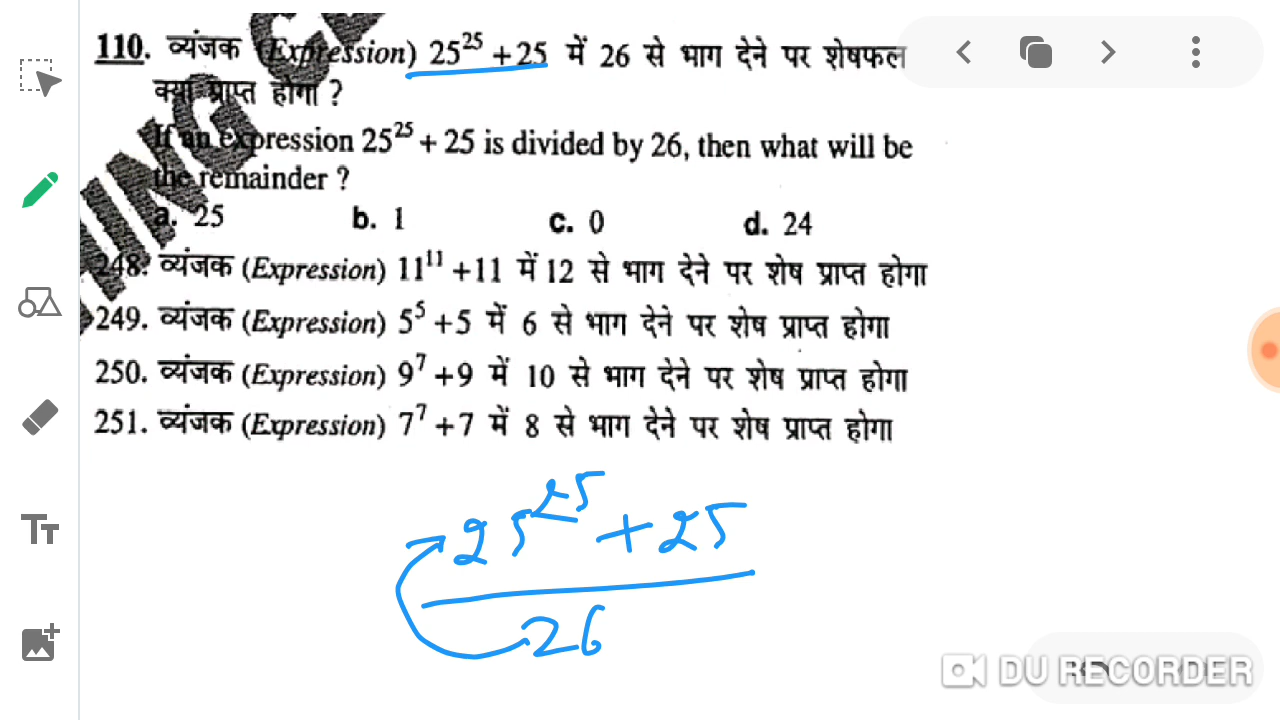 110. व्यंजक (Expression) 25²⁵ + 25 में 26 से भाग देने पर शेषफल
क्या प्राप्त होगा ?
If an expression 25²⁵ + 25 is divided by 26, then what will be
the remainder ?
a. 25 b. 1 c. 0 d. 24
248. व्यंजक (Expression) 11¹¹ +11 में 12 से भाग देने पर शेष प्राप्त होगा
249. व्यंजक (Expression) 5⁵ +5 में 6 से भाग देने पर शेष प्राप्त होगा
250. व्यंजक (Expression) 9⁷ +9 में 10 से भाग देने पर शेष प्राप्त होगा
251. व्यंजक (Expression) 7⁷ +7 में 8 से भाग देने पर शेष प्राप्त होगा
25²⁵ + 25
26
Tт
DU RECORDER